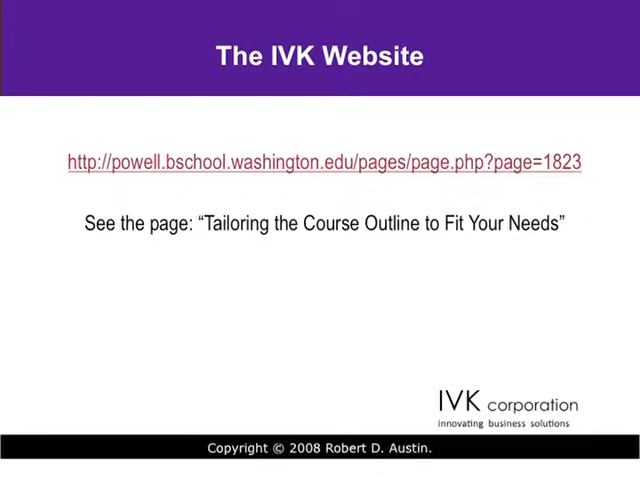 The IVK Website
http://powell.bschool.washington.edu/pages/page.php?page=1823
See the page: “Tailoring the Course Outline to Fit Your Needs”
IVK corporation
innovating business solutions
Copyright © 2008 Robert D. Austin.